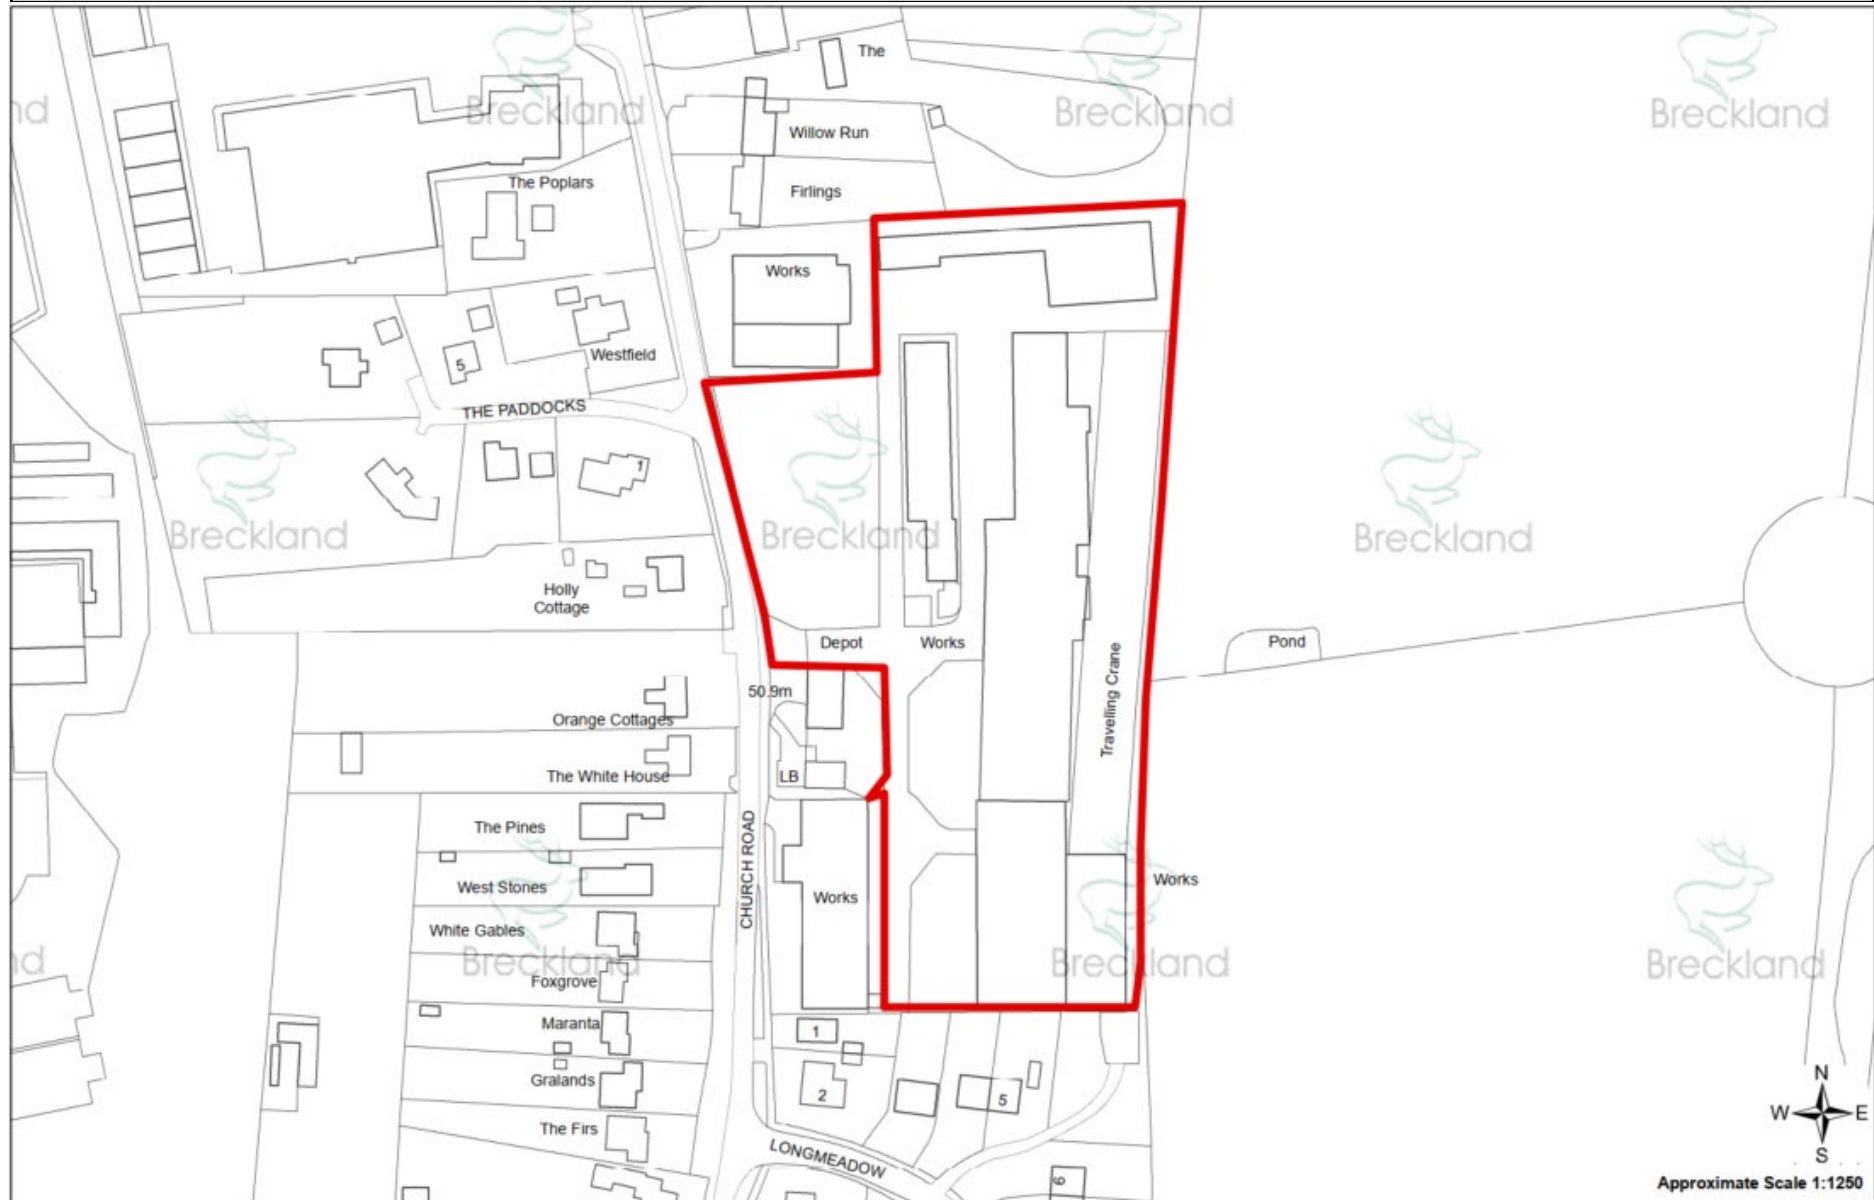 The
Breckland
Breckland
Breckland
nd
Willow Run
The Poplars
Firlings
Works
Westfield
5
THE PADDOCKS
1
Breckland
Breckland
Breckland
Holly
Cottage
Depot
Works
Pond
50.9m
Orange Cottages
Travelling Crane
The White House
LB
The Pines
CHURCH ROAD
West Stones
Works
Works
White Gables
nd
Breckland
Breckland
Breckland
Foxgrove
Maranta
1
Gralands
2
5
The Firs
LONGMEADOW
6
N
W
E
S
Approximate Scale 1:1250